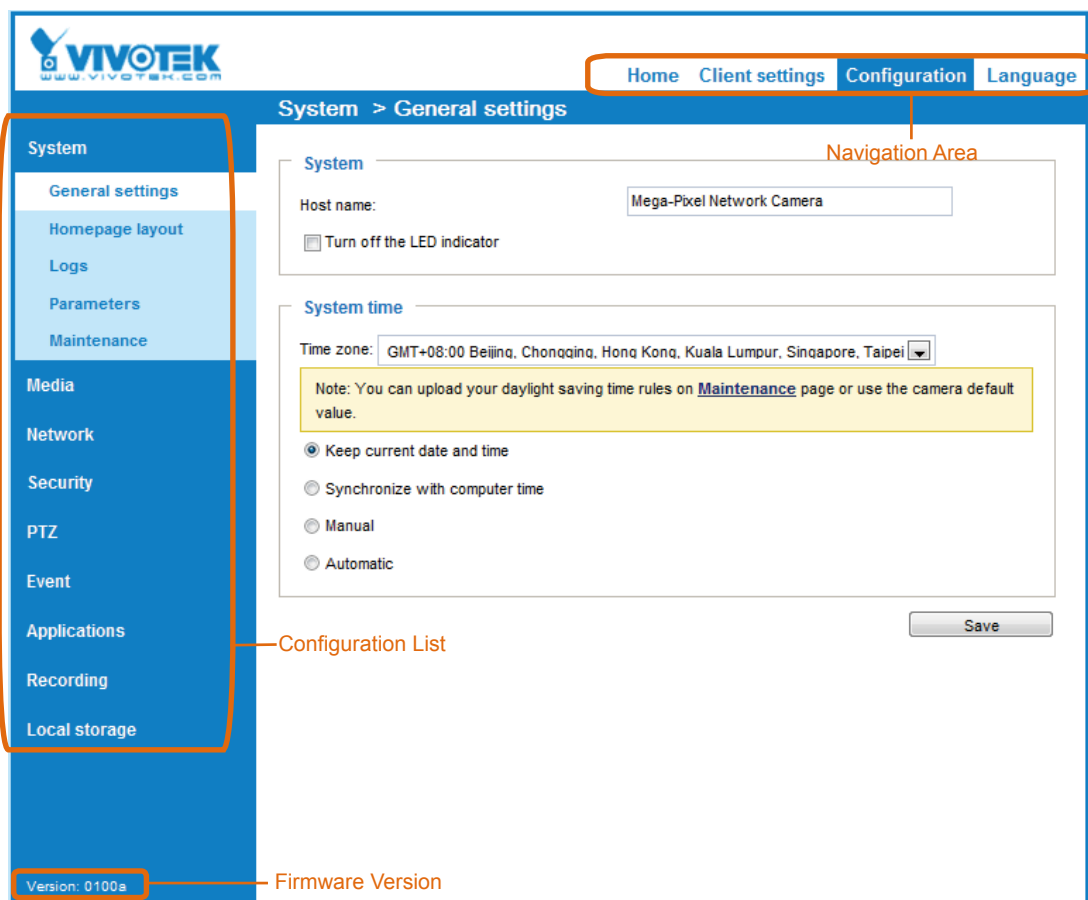 VIVOTEK
www.vivotek.com
Home Client settings Configuration Language
System > General settings
Navigation Area
System
General settings
Homepage layout
Logs
Parameters
Maintenance
Media
Network
Security
PTZ
Event
Applications
Recording
Local storage
Version: 0100a
System
Host name: Mega-Pixel Network Camera
Turn off the LED indicator
System time
Time zone: GMT+08:00 Beijing, Chongqing, Hong Kong, Kuala Lumpur, Singapore, Taipei
Note: You can upload your daylight saving time rules on Maintenance page or use the camera default
value.
Keep current date and time
Synchronize with computer time
Manual
Automatic
Save
Configuration List
Firmware Version